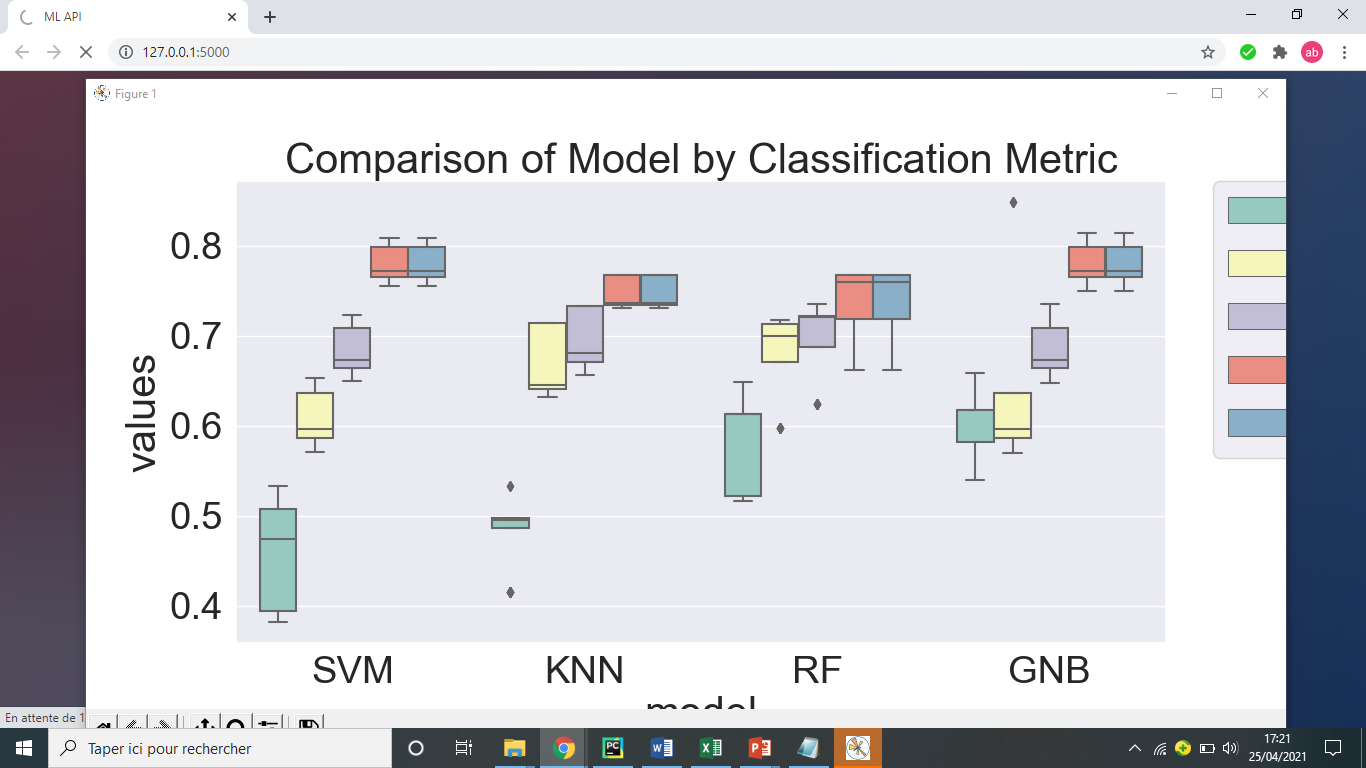 ML API
127.0.0.1:5000
ab
Figure 1
Comparison of Model by Classification Metric
0.8
0.7
0.6
0.5
0.4
values
SVM KNN RF GNB
model
En attente de 1
Taper ici pour rechercher
PC W X P
17:21
25/04/2021